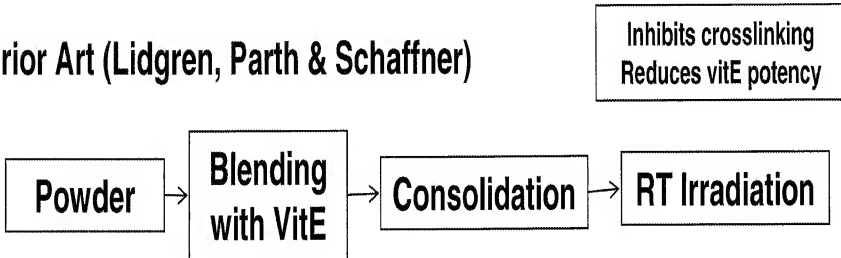 rior Art (Lidgren, Parth & Schaffner)
Inhibits crosslinking
Reduces vitE potency
Powder
Blending
with VitE
Consolidation
RT Irradiation